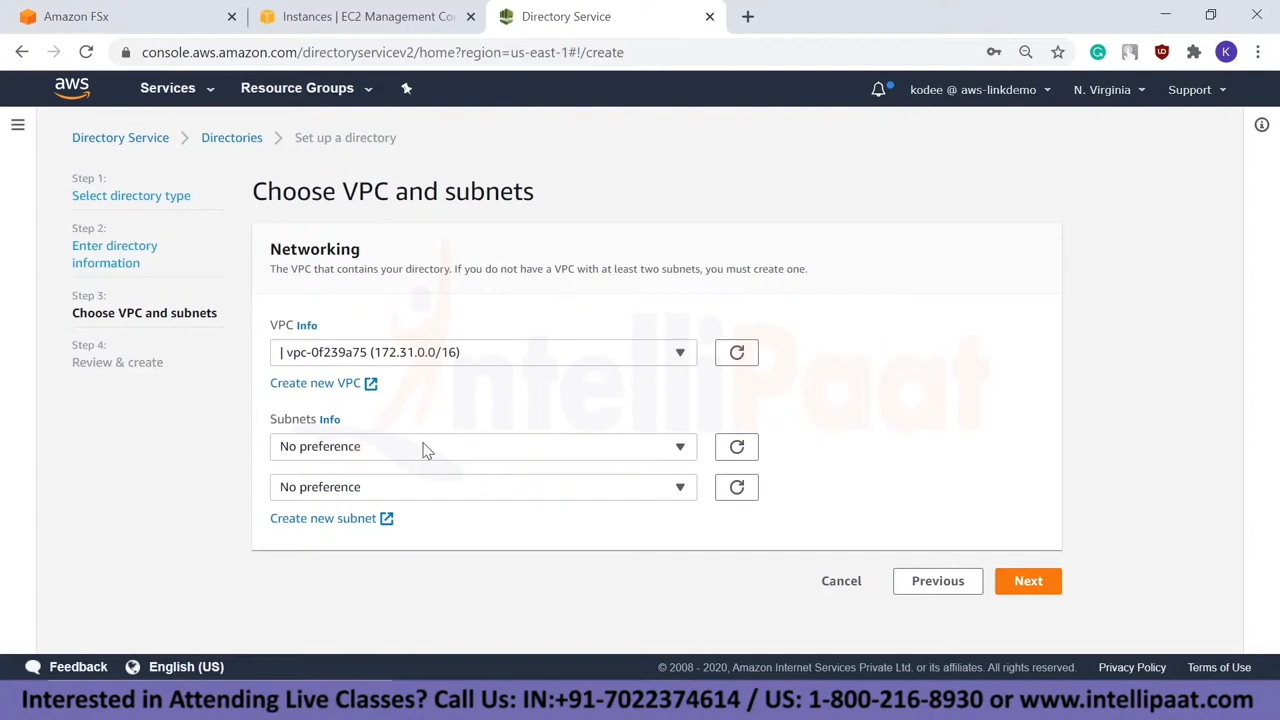 Amazon FSx
Instances | EC2 Management Co
Directory Service
console.aws.amazon.com/directoryservicev2/home?region=us-east-1#!/create
K
aws
Services
Resource Groups
kodee @ aws-linkdemo
N. Virginia
Support
Directory Service
Directories
Set up a directory
Step 1:
Select directory type
Step 2:
Enter directory
information
Step 3:
Choose VPC and subnets
Step 4:
Review & create
Choose VPC and subnets
Networking
The VPC that contains your directory. If you do not have a VPC with at least two subnets, you must create one.
VPC Info
| vpc-0f239a75 (172.31.0.0/16)
Create new VPC
Subnets Info
No preference
No preference
Create new subnet
IntelliPaat
Cancel
Previous
Next
Feedback
English (US)
© 2008 - 2020, Amazon Internet Services Private Ltd. or its affiliates. All rights reserved.
Privacy Policy
Terms of Use
Interested in Attending Live Classes? Call Us: IN:+91-7022374614 / US: 1-800-216-8930 or www.intellipaat.com